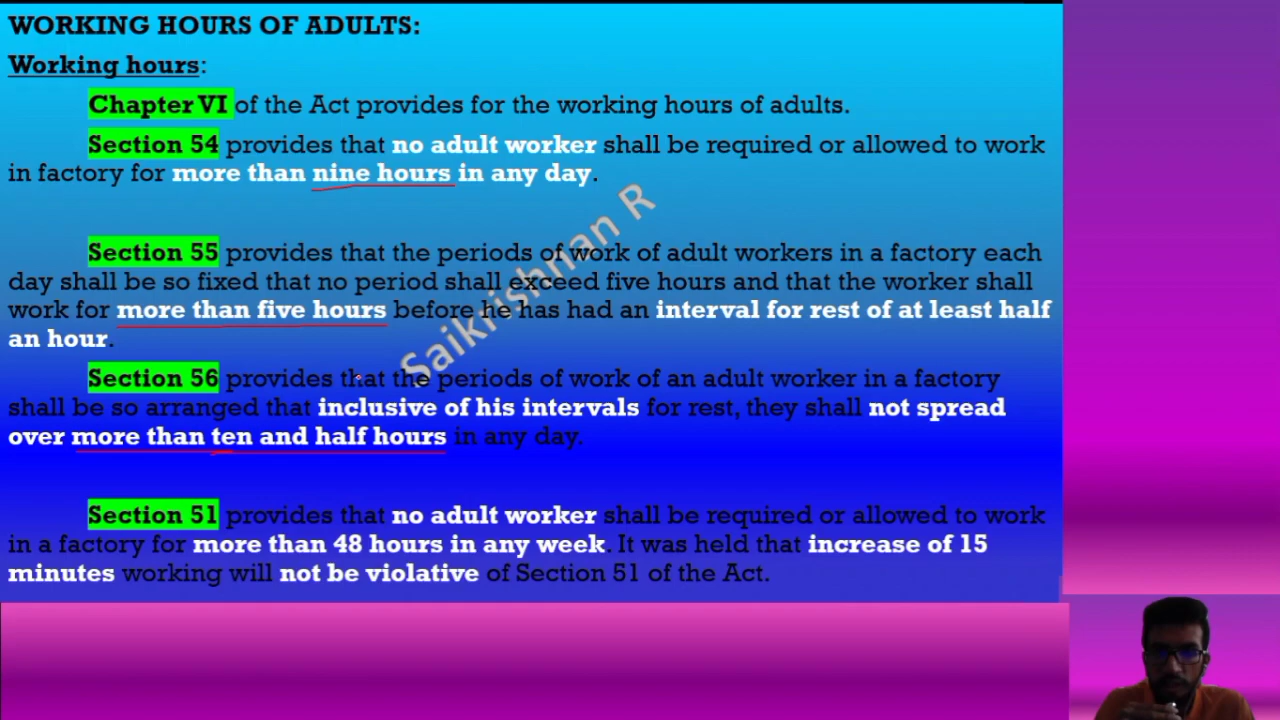 WORKING HOURS OF ADULTS:
Working hours:
Chapter VI of the Act provides for the working hours of adults.
Section 54 provides that no adult worker shall be required or allowed to work
in factory for more than nine hours in any day.
Section 55 provides that the periods of work of adult workers in a factory each
day shall be so fixed that no period shall exceed five hours and that the worker shall
work for more than five hours before he has had an interval for rest of at least half
an hour.
Section 56 provides that the periods of work of an adult worker in a factory
shall be so arranged that inclusive of his intervals for rest, they shall not spread
over more than ten and half hours in any day.
Section 51 provides that no adult worker shall be required or allowed to work
in a factory for more than 48 hours in any week. It was held that increase of 15
minutes working will not be violative of Section 51 of the Act.
Saikrishnan R